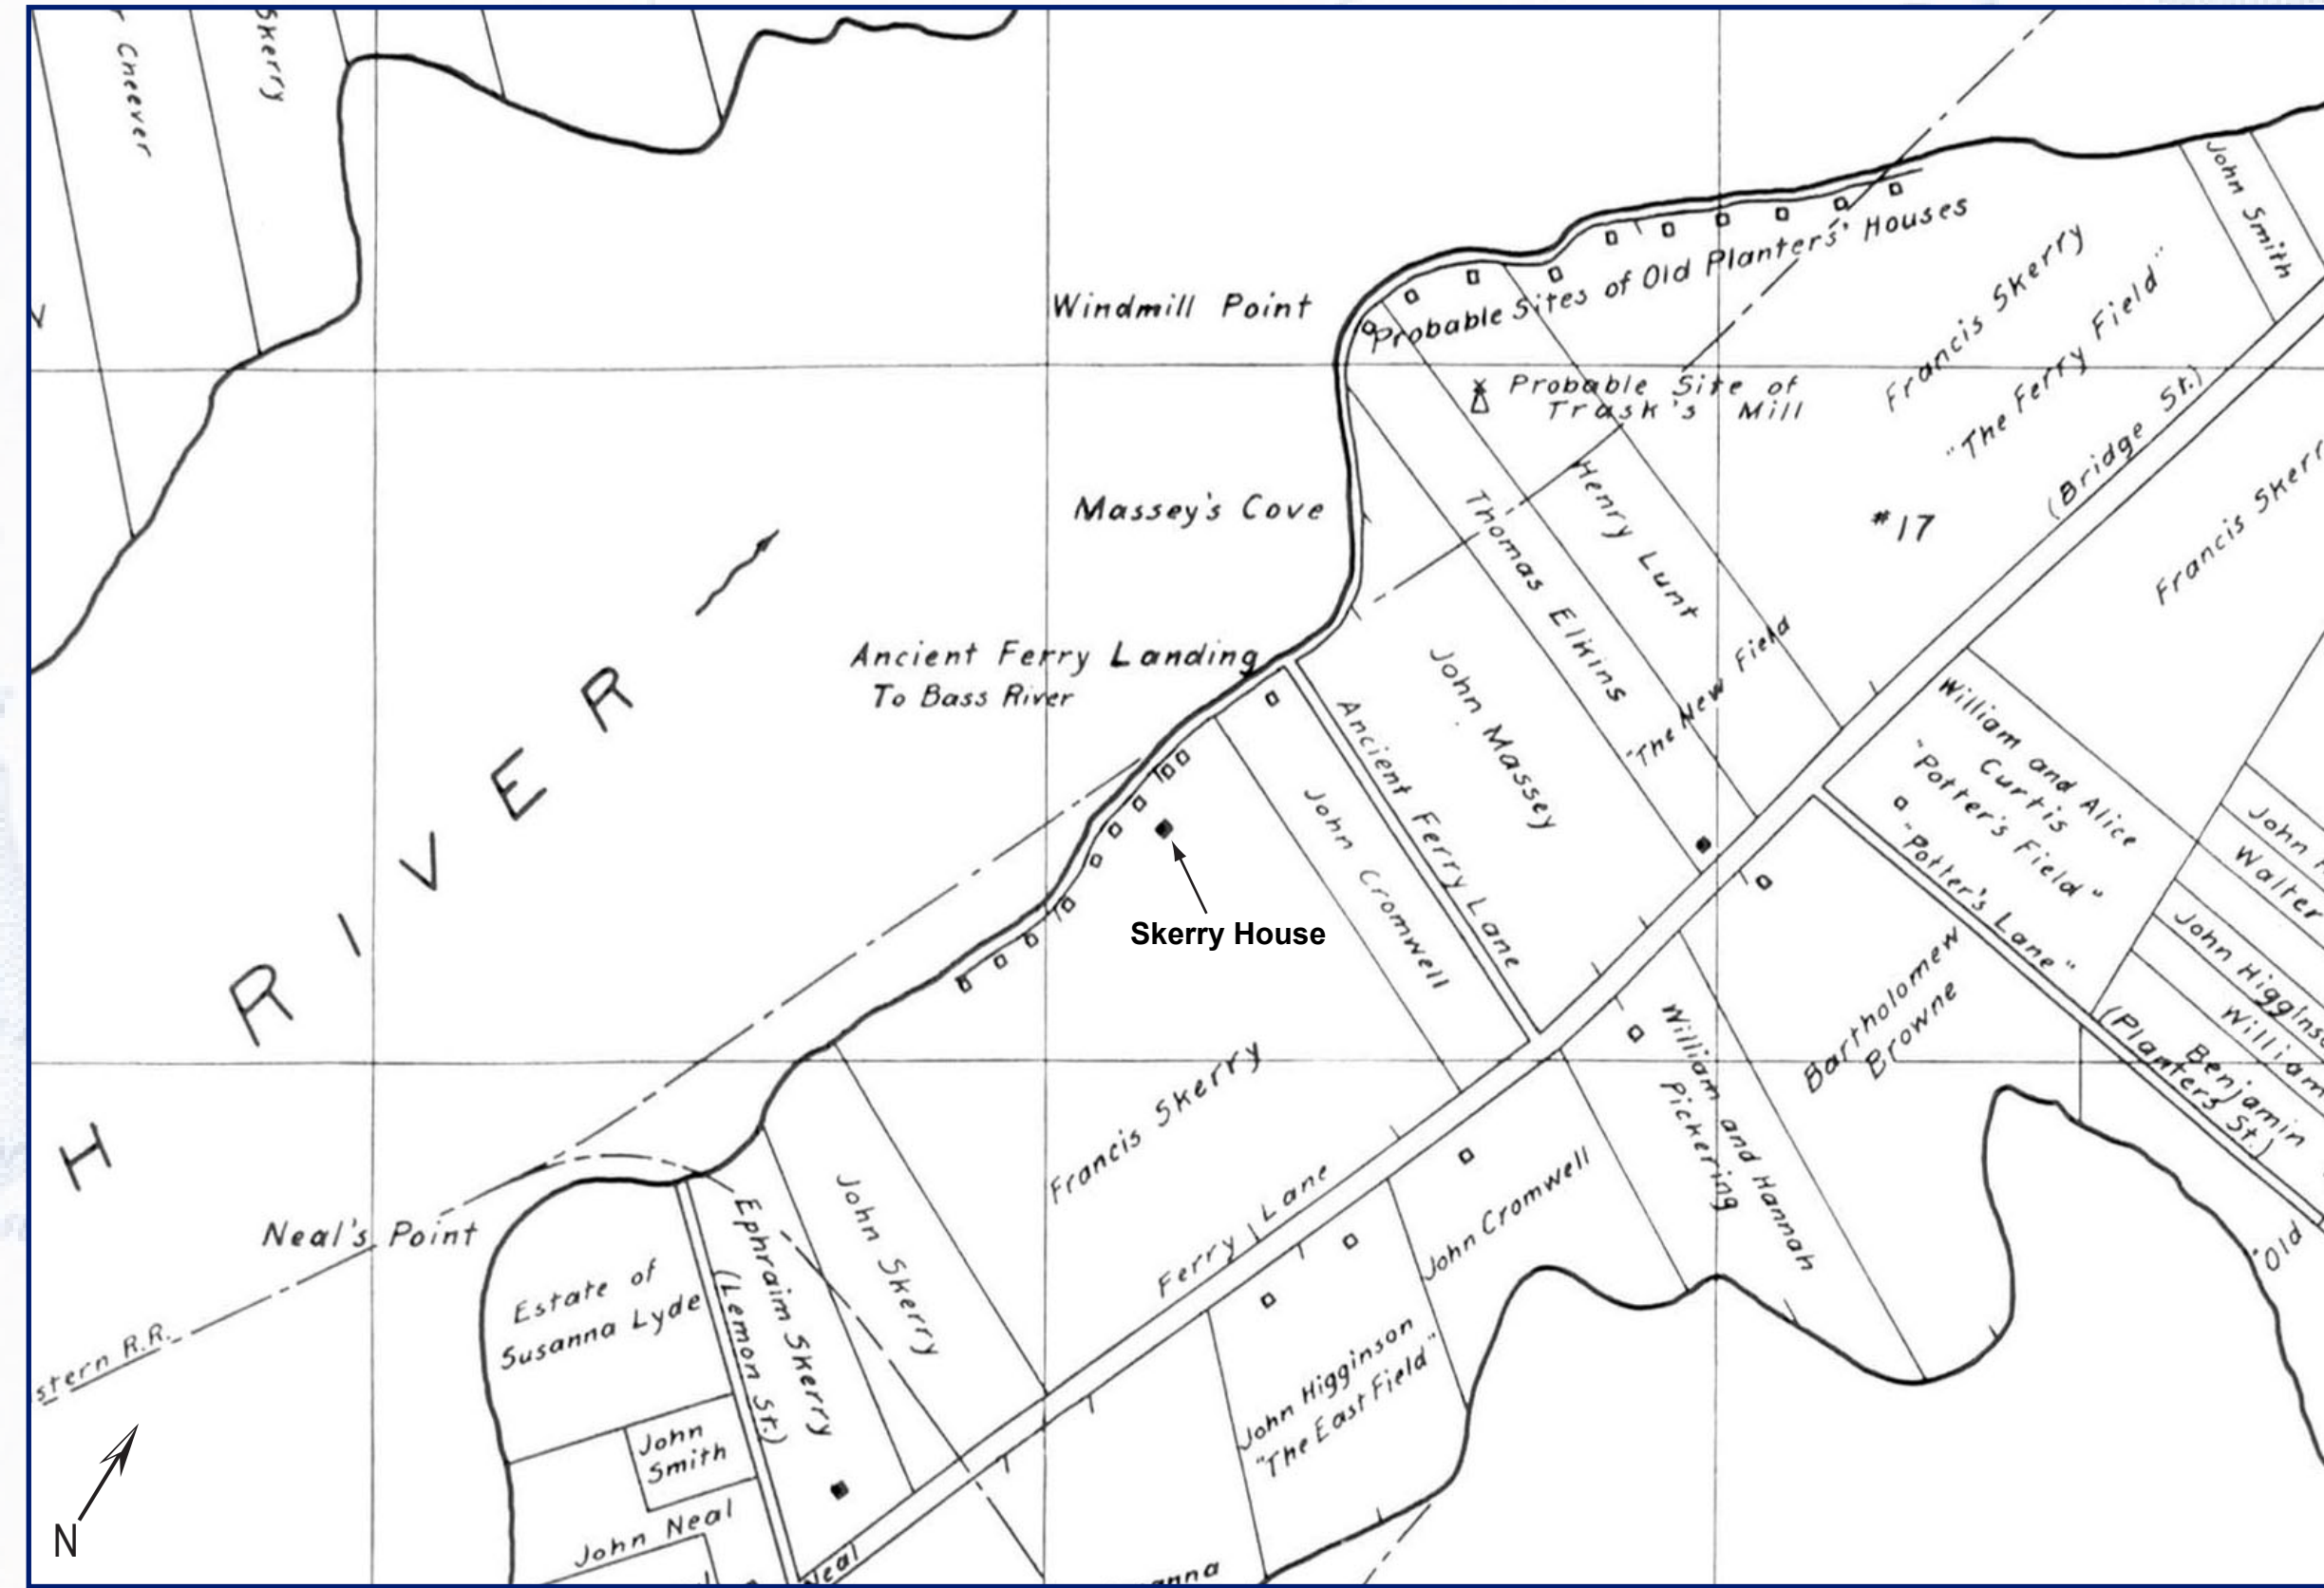 Cheever
Skerry
John Smith
Probable Sites of Old Planters' Houses
Windmill Point
Francis Skerry
"The Ferry Field"
Probable Site of
Trask's Mill
(Bridge St.)
Henry Lunt
Thomas Elkins
Massey's Cove
#17
Francis Skerr
"The New Field
Ancient Ferry Landing
To Bass River
John Massey
Ancient Ferry Lane
John Cromwell
William and Alice
Curtis
"Potter's Field"
"Potter's Lane"
John
Walter
John Higgins
William
Benjamin
(Planters St.)
"Old
RIVER
H
Skerry House
Bartholomew
Browne
William and Hannah
Pickering
Francis Skerry
Ferry Lane
John Cromwell
John Skerry
Ephraim Skerry
(Lemon St.)
Neal's Point
Estate of
Susanna Lyde
stern R.R.
John Higginson
"The East Field"
John
Smith
John Neal
Neal
anna
N